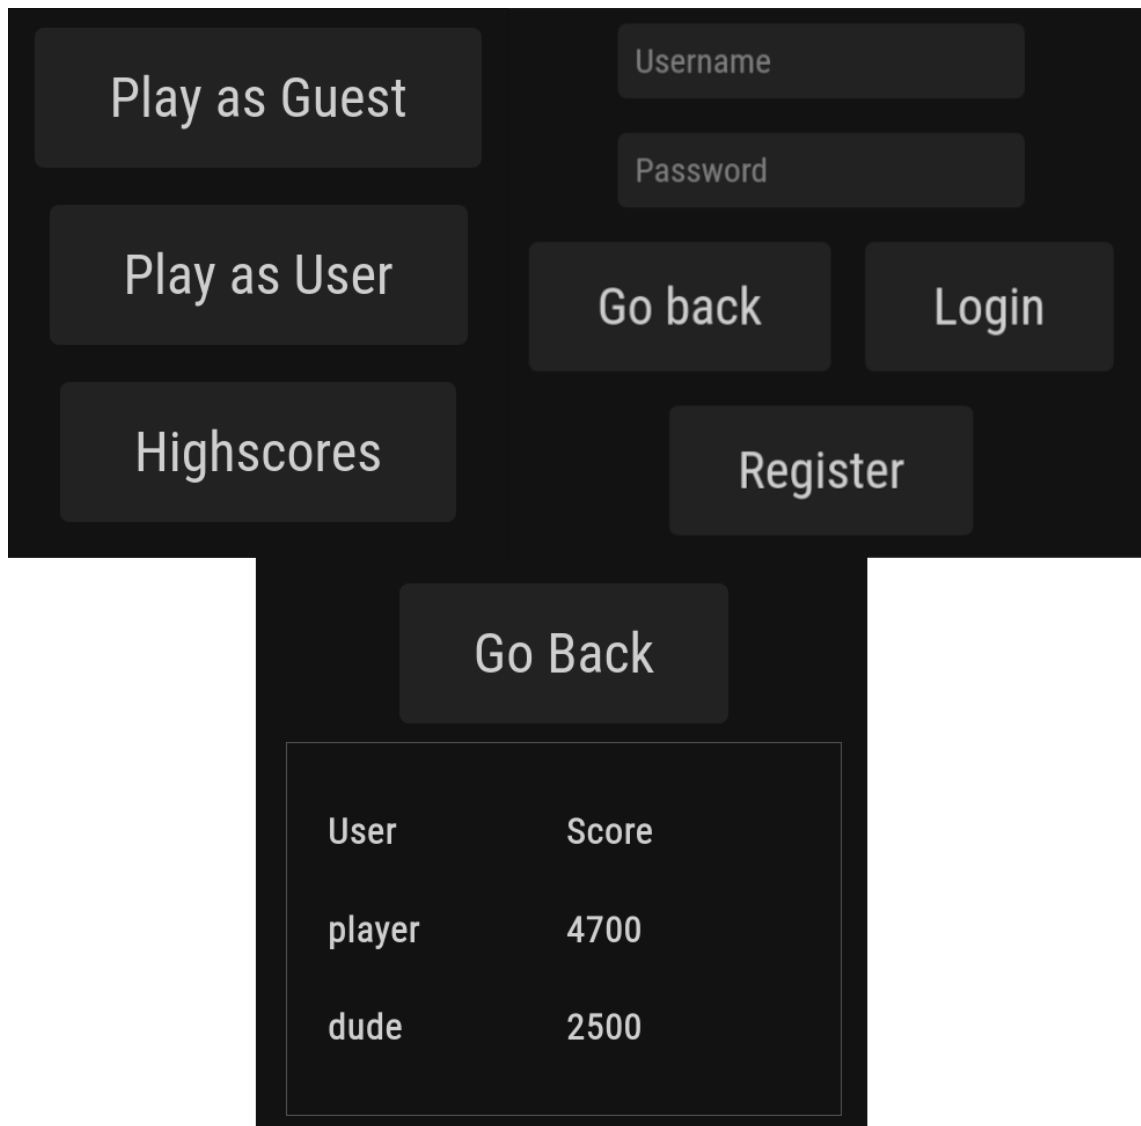 Play as Guest
Play as User
Highscores
Username
Password
Go back
Login
Register
Go Back
User Score
player 4700
dude 2500